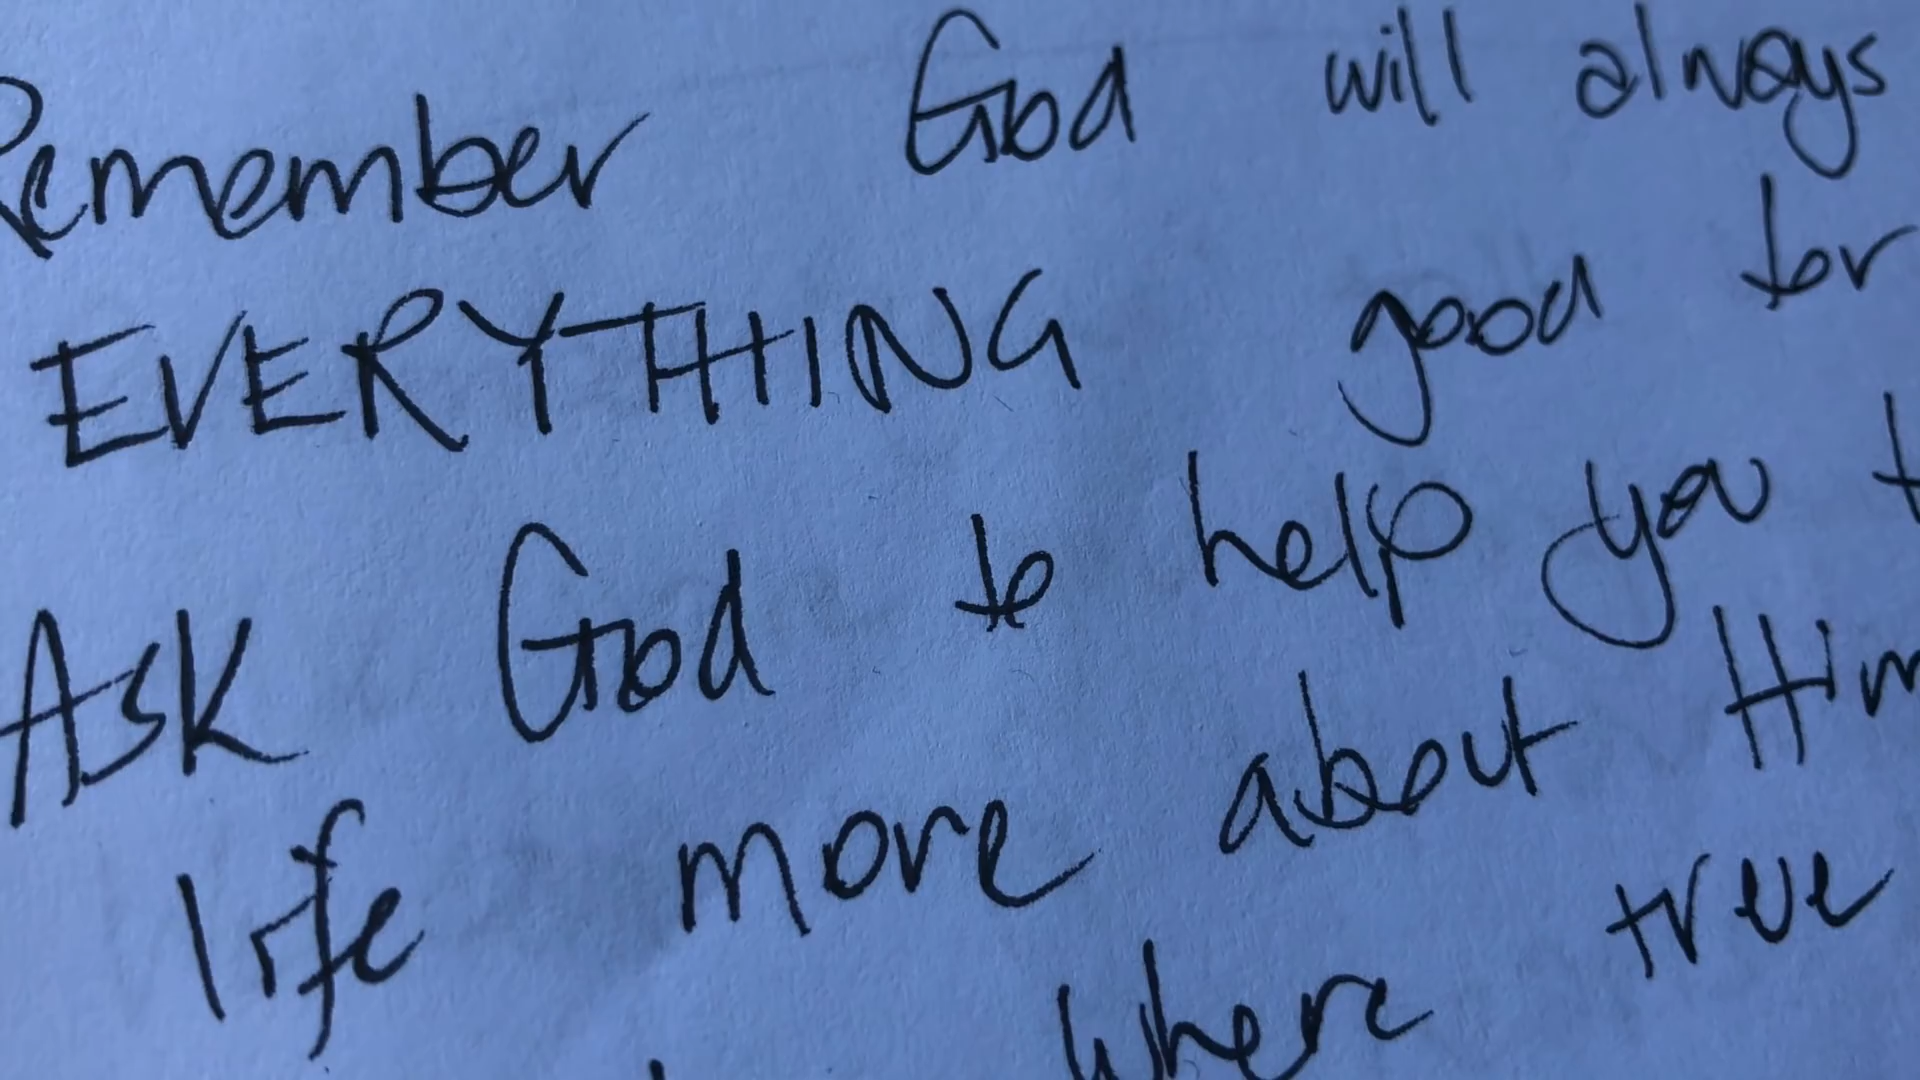 Remember God will always
EVERYTHING good for
Ask God to help you
life more about Him
where true